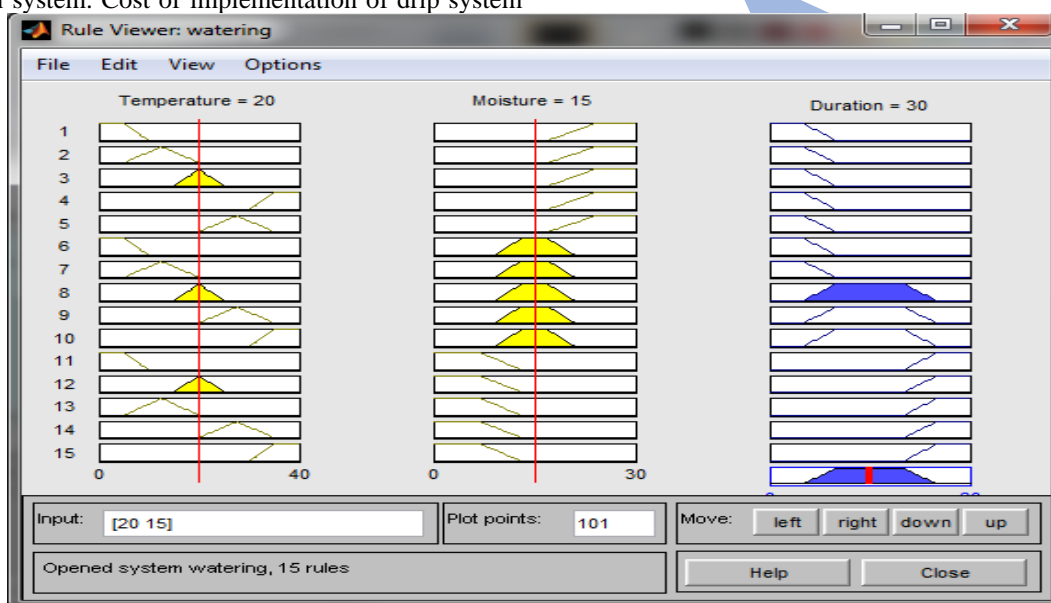 system. Cost of implementation of drip system
Rule Viewer: watering
File Edit View Options
Temperature = 20 Moisture = 15 Duration = 30
1
2
3
4
5
6
7
8
9
10
11
12
13
14
15
0 40 0 30
Input: [20 15] Plot points: 101 Move: left right down up
Opened system watering, 15 rules Help Close